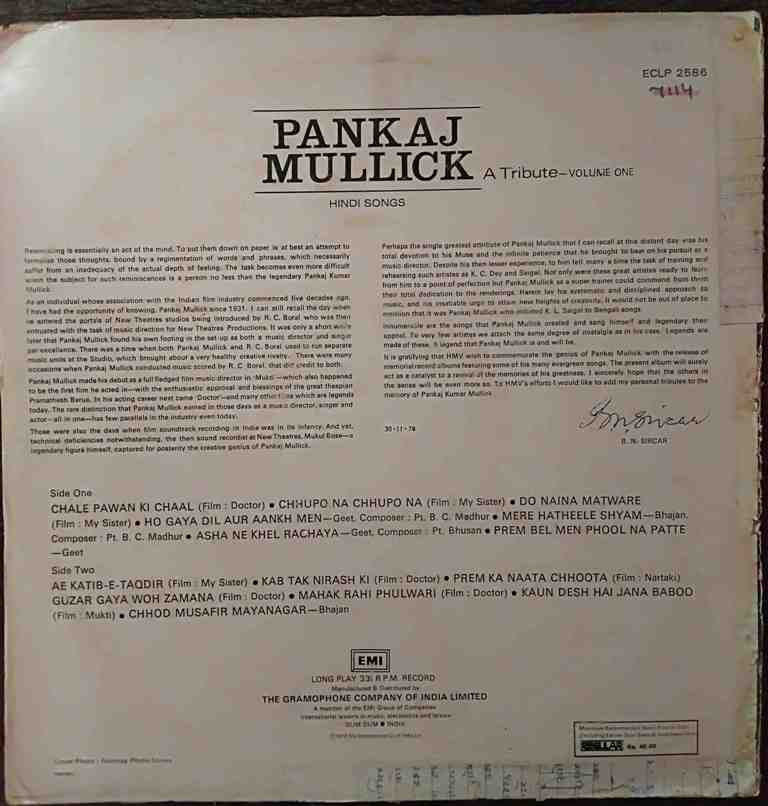 ECLP 2586
7114
PANKAJ
MULLICK A Tribute—VOLUME ONE
HINDI SONGS
Reminiscing is essentially an act of the mind. To put them down on paper is at best an attempt to
formalise those thoughts, bound by a regimentation of words and phrases, which necessarily
suffer from an inadequacy of the actual depth of feeling. The task becomes even more difficult
when the subject for such reminiscences is a person no less than the legendary Pankaj Kumar
Mullick.
As an individual whose association with the Indian film industry commenced five decades ago,
I have had the opportunity of knowing Pankaj Mullick since 1931. I can still recall the day when
he entered the portals of New Theatres studios being introduced by R. C. Boral who was then
entrusted with the task of music direction for New Theatres Productions. It was only a short while
later that Pankaj Mullick found his own footing in the set-up as both a music director and singer
par excellence. There was a time when both Pankaj Mullick and R. C. Boral used to run separate
music units at the Studio, which brought about a very healthy creative rivalry. There were many
occasions when Pankaj Mullick conducted music scored by R. C. Boral, that did credit to both.
Pankaj Mullick made his debut as a full fledged film music director in 'Mukti'—which also happened
to be the first film he acted in—with the enthusiastic approval and blessings of the great thespian
Pramathesh Barua. In his acting career next came 'Doctor'—and many other films which are legends
today. The rare distinction that Pankaj Mullick earned in those days as a music director, singer and
actor—all in one—has few parallels in the industry even today.
Those were also the days when film soundtrack recording in India was in its infancy. And yet,
technical deficiencies notwithstanding, the then sound recordist at New Theatres, Mukul Bose—a
legendary figure himself, captured for posterity the creative genius of Pankaj Mullick.
Perhaps the single greatest attribute of Pankaj Mullick that I can recall at this distant day was his
total devotion to his Muse and the infinite patience that he brought to bear on his pursuit as a
music director. Despite his then lesser experience, to him fell many a time the task of training and
rehearsing such artistes as K. C. Dey and Saigal. Not only were these great artistes ready to learn
from him to a point of perfection but Pankaj Mullick as a super trainer could command from them
their total dedication to the renderings. Herein lay his systematic and disciplined approach to
music, and his insatiable urge to attain new heights of creativity. It would not be out of place to
mention that it was Pankaj Mullick who initiated K. L. Saigal to Bengali songs.
Innumerable are the songs that Pankaj Mullick created and sang himself and legendary their
appeal. To very few artistes we attach the same degree of nostalgia as in his case. Legends are
made of these. A legend that Pankaj Mullick is and will be.
It is gratifying that HMV wish to commemorate the genius of Pankaj Mullick with the release of
memorial record albums featuring some of his many evergreen songs. The present album will surely
act as a catalyst to a revival of the memories of his greatness. I sincerely hope that the others in
the series will be even more so. To HMV's efforts I would like to add my personal tributes to the
memory of Pankaj Kumar Mullick.
30-11-78
B. N. SIRCAR
Side One
CHALE PAWAN KI CHAAL (Film : Doctor) ● CHHUPO NA CHHUPO NA (Film : My Sister) ● DO NAINA MATWARE
(Film : My Sister) ● HO GAYA DIL AUR AANKH MEN—Geet, Composer : Pt. B. C. Madhur ● MERE HATHEELE SHYAM—Bhajan,
Composer : Pt. B. C. Madhur ● ASHA NE KHEL RACHAYA—Geet, Composer : Pt. Bhusan ● PREM BEL MEN PHOOL NA PATTE
—Geet
Side Two
AE KATIB-E-TAQDIR (Film : My Sister) ● KAB TAK NIRASH KI (Film : Doctor) ● PREM KA NAATA CHHOOTA (Film : Nartaki)
GUZAR GAYA WOH ZAMANA (Film : Doctor) ● MAHAK RAHI PHULWARI (Film : Doctor) ● KAUN DESH HAI JANA BABOO
(Film : Mukti) ● CHHOD MUSAFIR MAYANAGAR—Bhajan
EMI
LONG PLAY 33⅓ R P M. RECORD
Manufactured & Distributed by
THE GRAMOPHONE COMPANY OF INDIA LIMITED
A member of the EMI Group of Companies
International leaders in music, electronics and leisure
DUM DUM ● INDIA